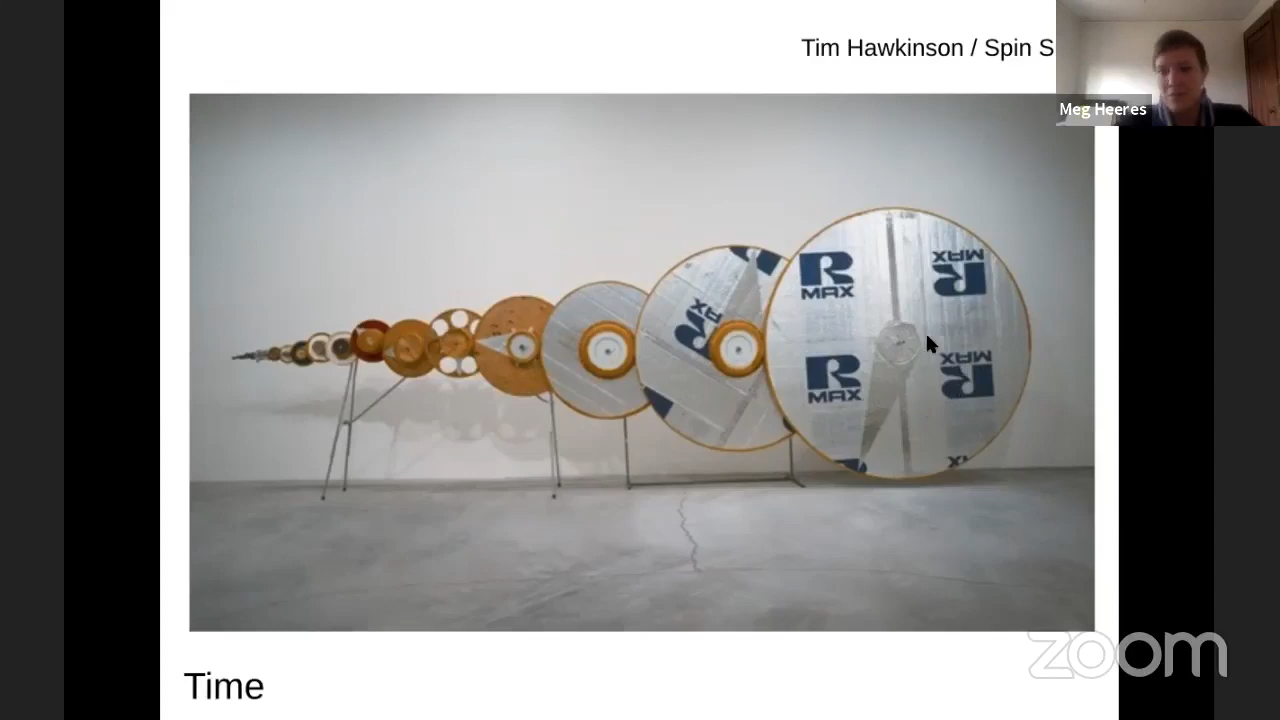 Tim Hawkinson / Spin S
Meg Heeres
R
MAX
R
MAX
R
MAX
R
MAX
R
Time
zoom